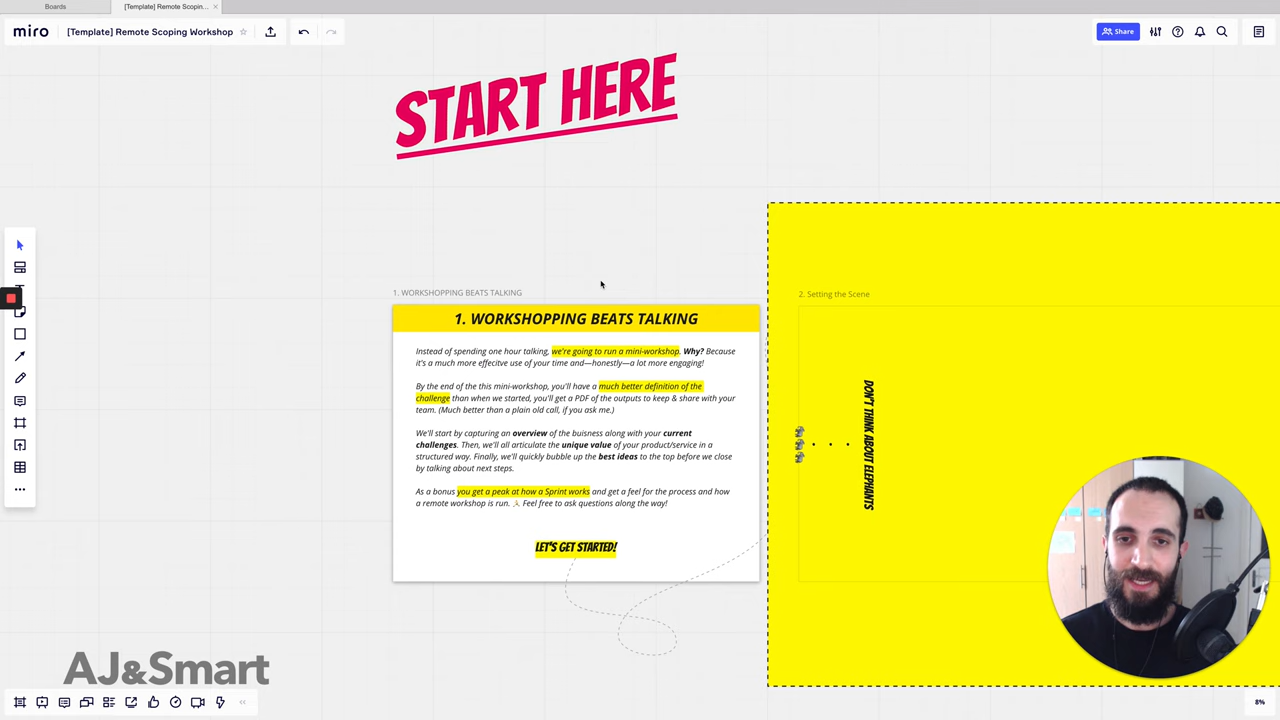 Boards
[Template] Remote Scopin...
miro
[Template] Remote Scoping Workshop
Share
START HERE
1. WORKSHOPPING BEATS TALKING
2. Setting the Scene
1. WORKSHOPPING BEATS TALKING
Instead of spending one hour talking, we're going to run a mini-workshop. Why? Because
it's a much more effecitve use of your time and—honestly—a lot more engaging!
By the end of the this mini-workshop, you'll have a much better definition of the
challenge than when we started, you'll get a PDF of the outputs to keep & share with your
team. (Much better than a plain old call, if you ask me.)
We'll start by capturing an overview of the buisness along with your current
challenges. Then, we'll all articulate the unique value of your product/service in a
structured way. Finally, we'll quickly bubble up the best ideas to the top before we close
by talking about next steps.
As a bonus you get a peak at how a Sprint works and get a feel for the process and how
a remote workshop is run. Feel free to ask questions along the way!
LET'S GET STARTED!
DON'T THINK ABOUT ELEPHANTS
AJ&Smart
8%